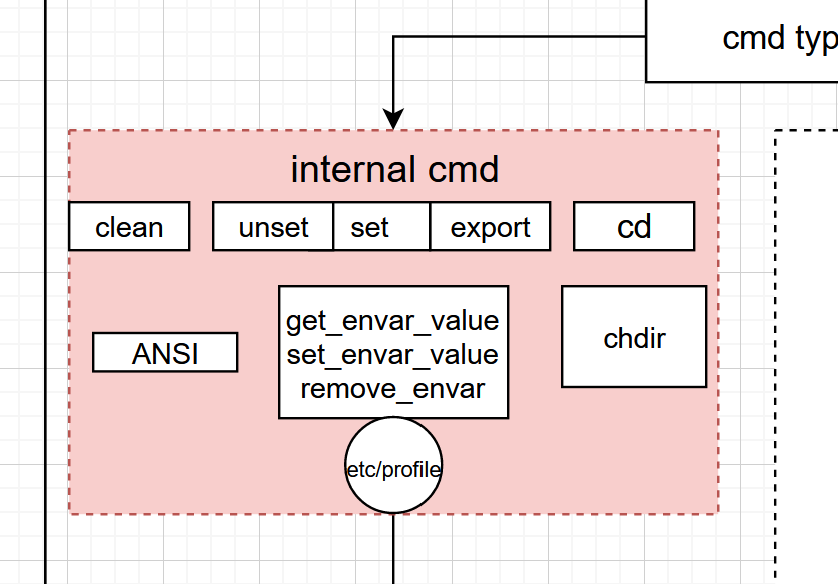 cmd typ
internal cmd
clean
unset
set
export
cd
get_envar_value
set_envar_value
remove_envar
ANSI
chdir
etc/profile